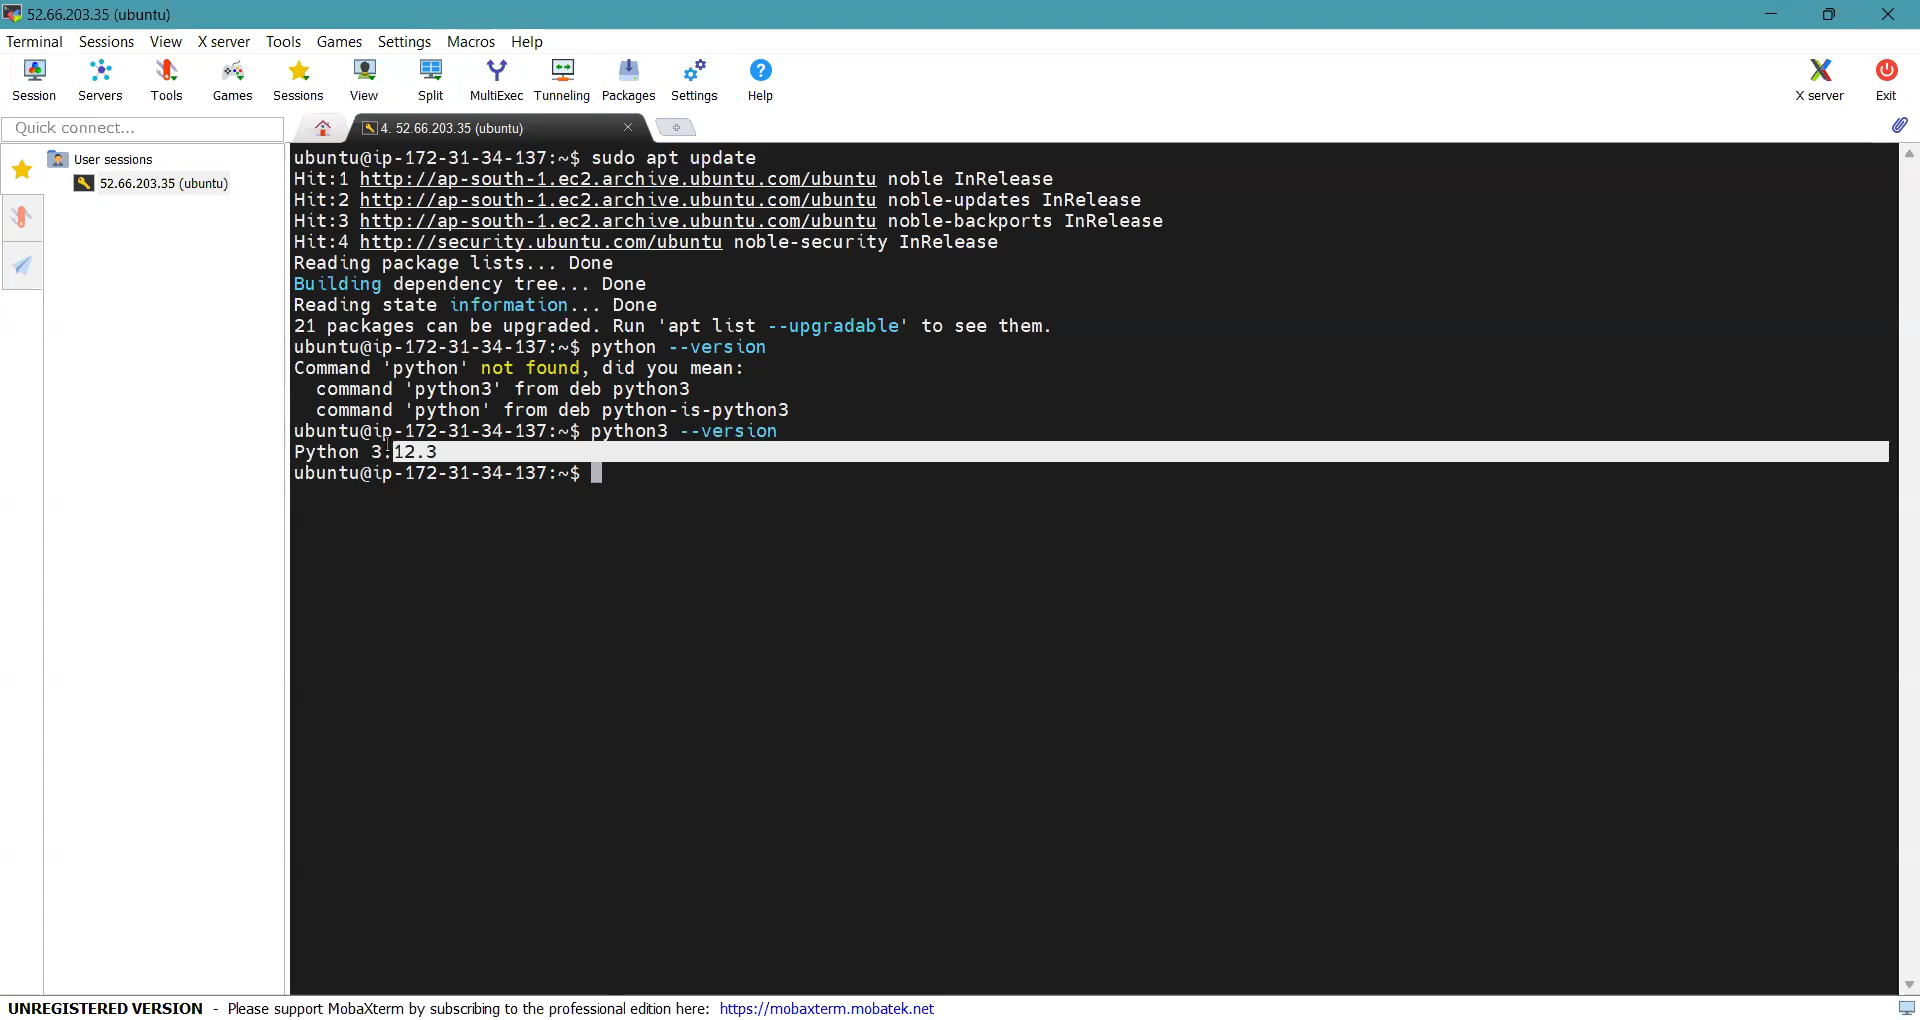 52.66.203.35 (ubuntu)
Terminal Sessions View X server Tools Games Settings Macros Help
Session Servers Tools Games Sessions View Split MultiExec Tunneling Packages Settings Help X server Exit
Quick connect... 4. 52.66.203.35 (ubuntu)
User sessions
52.66.203.35 (ubuntu)
ubuntu@ip-172-31-34-137:~$ sudo apt update
Hit:1 http://ap-south-1.ec2.archive.ubuntu.com/ubuntu noble InRelease
Hit:2 http://ap-south-1.ec2.archive.ubuntu.com/ubuntu noble-updates InRelease
Hit:3 http://ap-south-1.ec2.archive.ubuntu.com/ubuntu noble-backports InRelease
Hit:4 http://security.ubuntu.com/ubuntu noble-security InRelease
Reading package lists... Done
Building dependency tree... Done
Reading state information... Done
21 packages can be upgraded. Run 'apt list --upgradable' to see them.
ubuntu@ip-172-31-34-137:~$ python --version
Command 'python' not found, did you mean:
command 'python3' from deb python3
command 'python' from deb python-is-python3
ubuntu@ip-172-31-34-137:~$ python3 --version
Python 3.12.3
ubuntu@ip-172-31-34-137:~$
UNREGISTERED VERSION - Please support MobaXterm by subscribing to the professional edition here: https://mobaxterm.mobatek.net